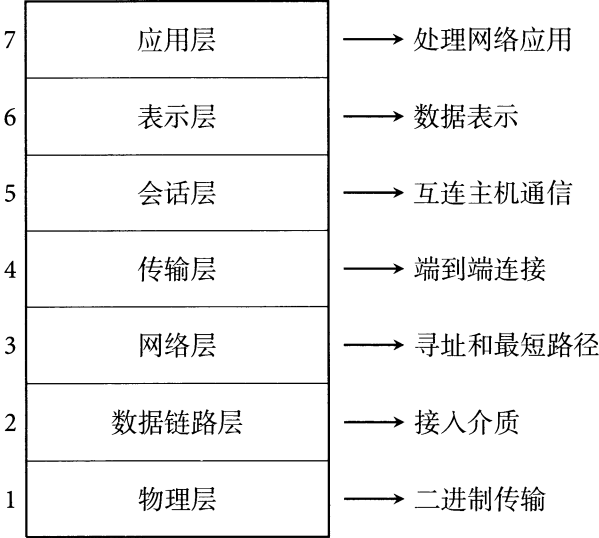 7 应用层 → 处理网络应用
6 表示层 → 数据表示
5 会话层 → 互连主机通信
4 传输层 → 端到端连接
3 网络层 → 寻址和最短路径
2 数据链路层 → 接入介质
1 物理层 → 二进制传输